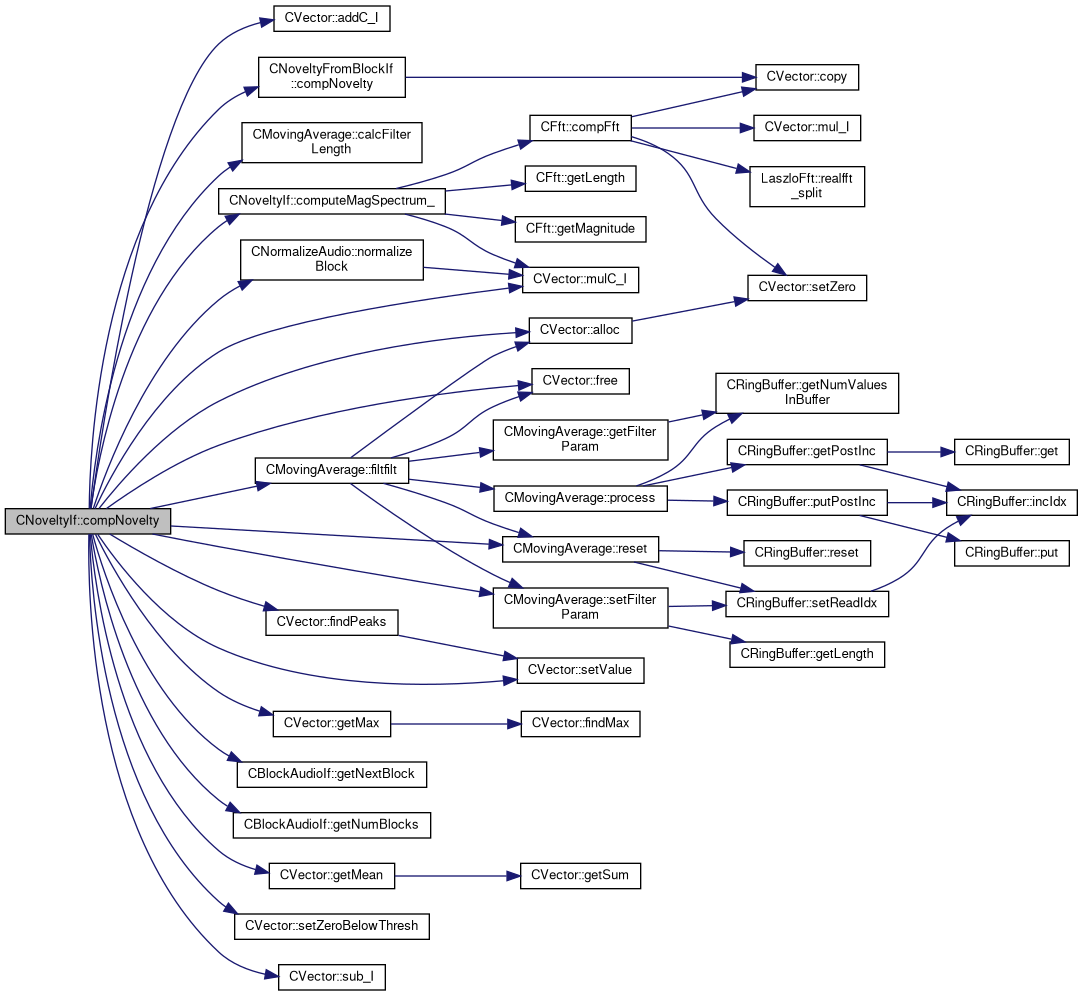 CVector::addC_I
CNoveltyFromBlockIf
::compNovelty
CVector::copy
CMovingAverage::calcFilter
Length
CFft::compFft
CVector::mul_I
CNoveltyIf::computeMagSpectrum_
CFft::getLength
LaszloFft::realfft
_split
CFft::getMagnitude
CNormalizeAudio::normalize
Block
CVector::mulC_I
CVector::setZero
CVector::alloc
CVector::free
CRingBuffer::getNumValues
InBuffer
CMovingAverage::filtfilt
CMovingAverage::getFilter
Param
CRingBuffer::getPostInc
CRingBuffer::get
CMovingAverage::process
CRingBuffer::putPostInc
CRingBuffer::incIdx
CNoveltyIf::compNovelty
CMovingAverage::reset
CRingBuffer::reset
CRingBuffer::put
CVector::findPeaks
CMovingAverage::setFilter
Param
CRingBuffer::setReadIdx
CRingBuffer::getLength
CVector::setValue
CVector::getMax
CVector::findMax
CBlockAudioIf::getNextBlock
CBlockAudioIf::getNumBlocks
CVector::getMean
CVector::getSum
CVector::setZeroBelowThresh
CVector::sub_I